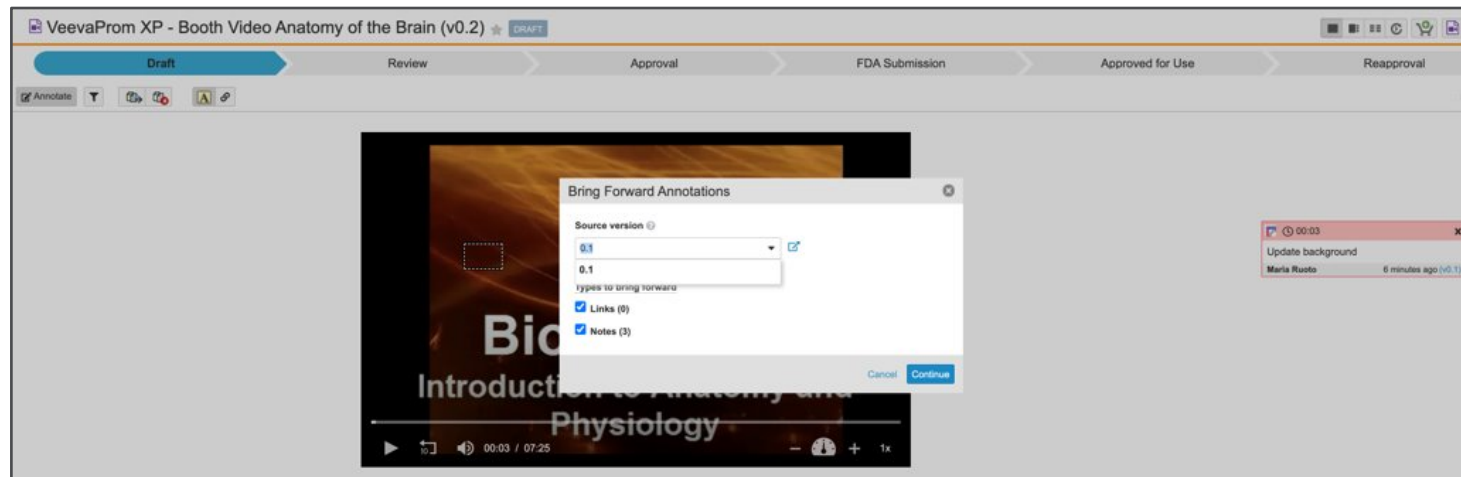 VeevaProm XP - Booth Video Anatomy of the Brain (v0.2) DRAFT
Draft Review Approval FDA Submission Approved for Use Reapproval
Annotate
Bring Forward Annotations
Source version
0.1
0.1
Types to bring forward
Links (0)
Notes (3)
Cancel Continue
Bio
Introducti to Anatomy and
Physiology
10 00:03 / 07:25 1x
00:03
Update background
Maria Ruoto 6 minutes ago (v0.1)